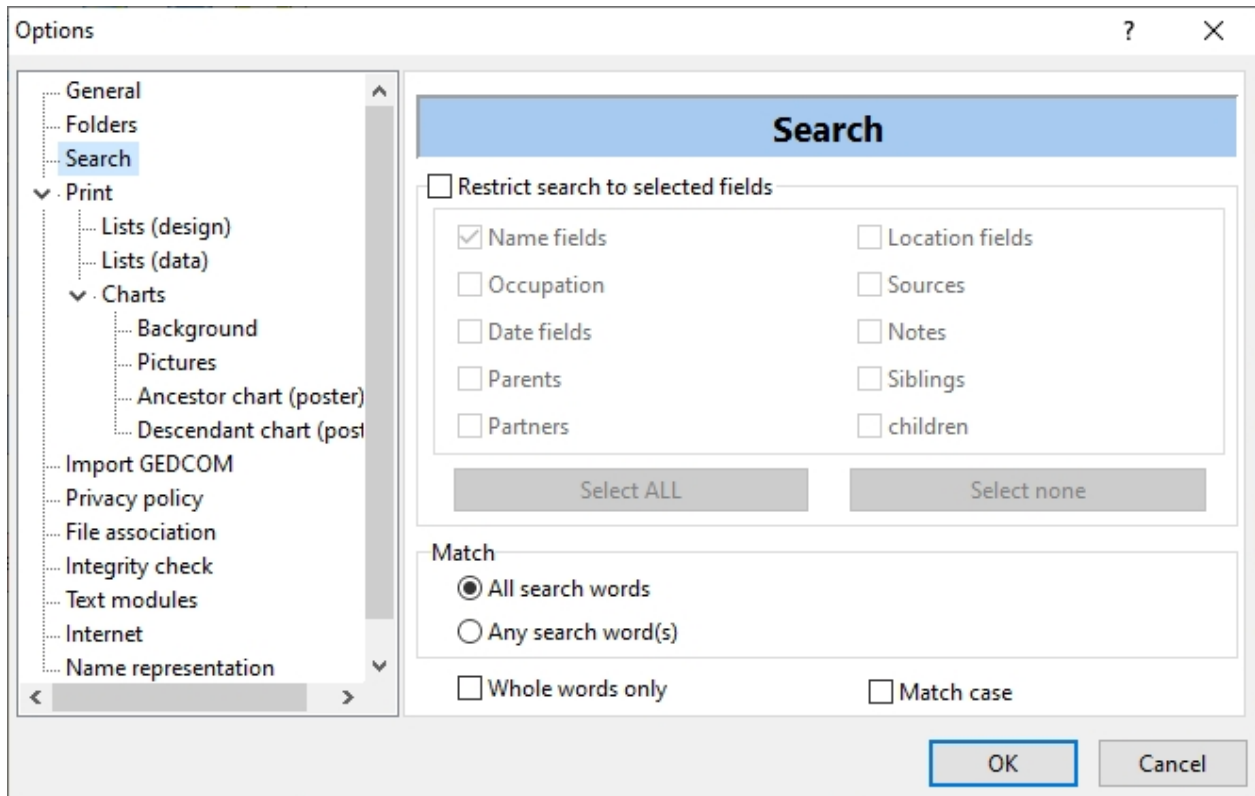 Options
General
Folders
Search
Print
Lists (design)
Lists (data)
Charts
Background
Pictures
Ancestor chart (poster)
Descendant chart (post
Import GEDCOM
Privacy policy
File association
Integrity check
Text modules
Internet
Name representation
Search
Restrict search to selected fields
Name fields Location fields
Occupation Sources
Date fields Notes
Parents Siblings
Partners children
Select ALL Select none
Match
All search words
Any search word(s)
Whole words only Match case
OK Cancel